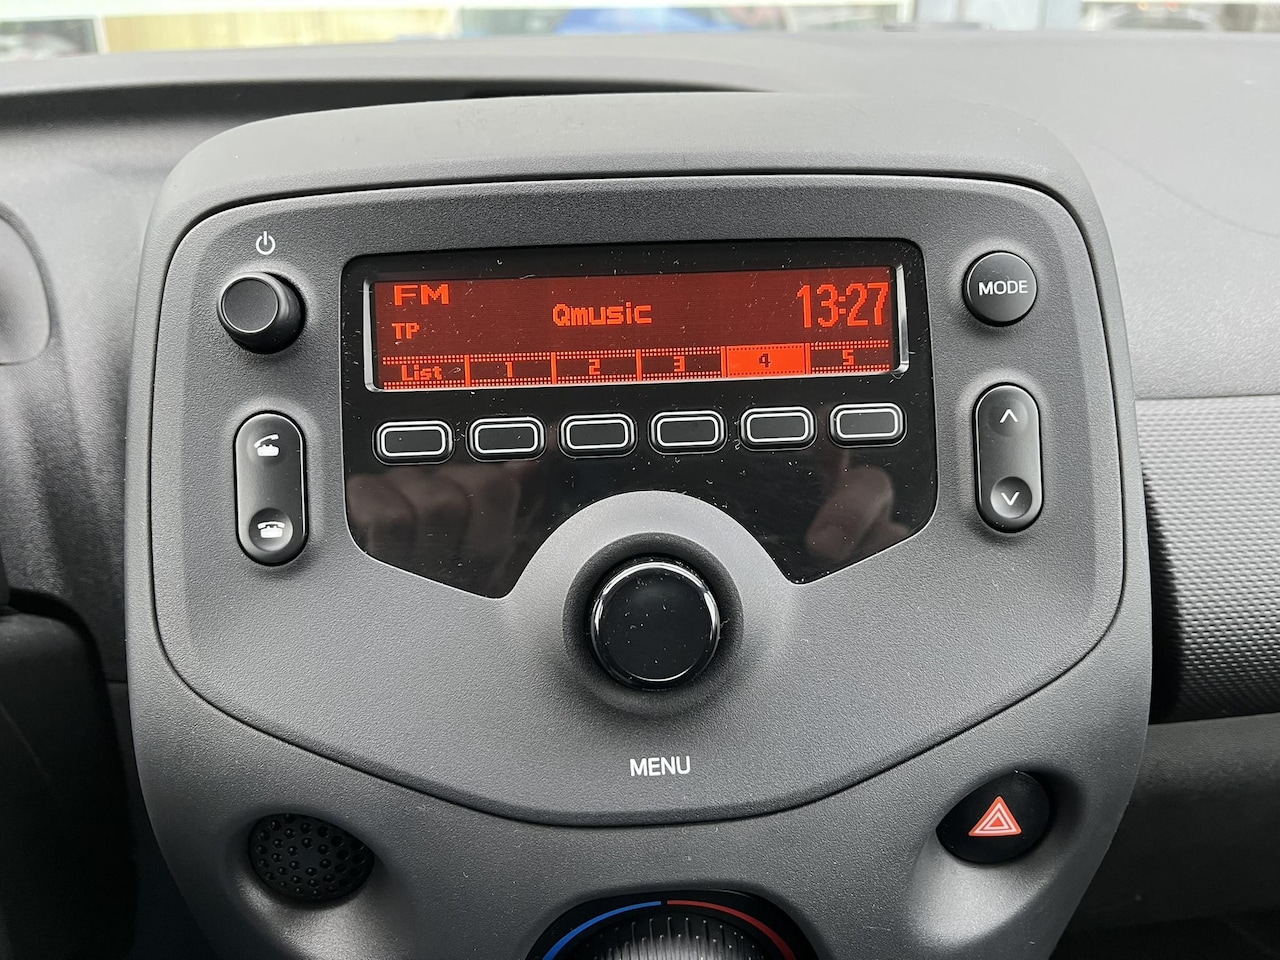 FM
TP
Qmusic
13:27
List 1 2 3 4 5
MODE
MENU